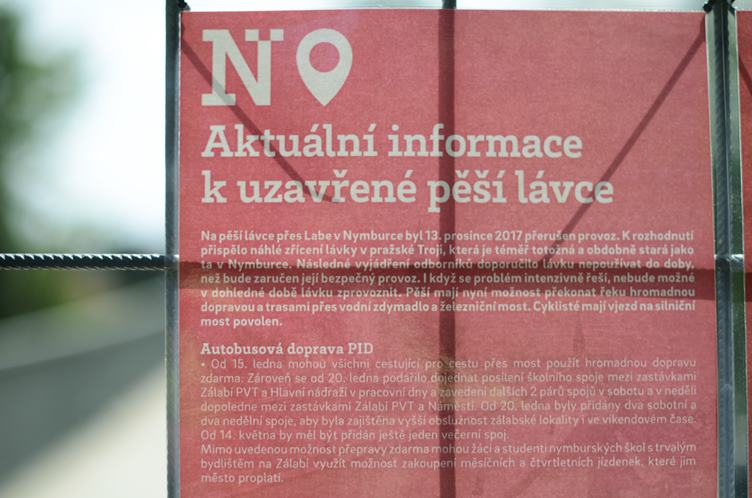 NÖ
Aktuální informace
k uzavřené pěší lávce
Na pěší lávce přes Labe v Nymburce byl 13. prosince 2017 přerušen provoz. K rozhodnutí
přispělo náhlé zřícení lávky v pražské Troji, která je téměř totožná a obdobně stará jako
ta v Nymburce. Následné vyjádření odborníků doporučilo lávku nepoužívat do doby,
než bude zaručen její bezpečný provoz. I když se problém intenzivně řeší, nebude možné
v dohledné době lávku zprovoznit. Pěší mají nyní možnost překonat řeku hromadnou
dopravou a trasami přes vodní zdymadlo a železniční most. Cyklisté mají vjezd na silniční
most povolen.
Autobusová doprava PID
• Od 15. ledna mohou všichni cestující pro cestu přes most použít hromadnou dopravu
zdarma. Zároveň se od 20. ledna podařilo dojednat posílení školního spoje mezi zastávkami
Zálabí PVT a Hlavní nádraží v pracovní dny a zavedení dalších 2 párů spojů v sobotu a v neděli
dopoledne mezi zastávkami Zálabí PVT a Náměstí. Od 20. ledna byly přidány dva sobotní a
dva nedělní spoje, aby byla zajištěna vyšší obslužnost zálabské lokality i ve víkendovém čase.
Od 14. května by měl být přidán ještě jeden večerní spoj.
Mimo uvedenou možnost přepravy zdarma mohou žáci a studenti nymburských škol s trvalým
bydlištěm na Zálabí využít možnost zakoupení měsíčních a čtvrtletních jízdenek, které jim
město proplatí.